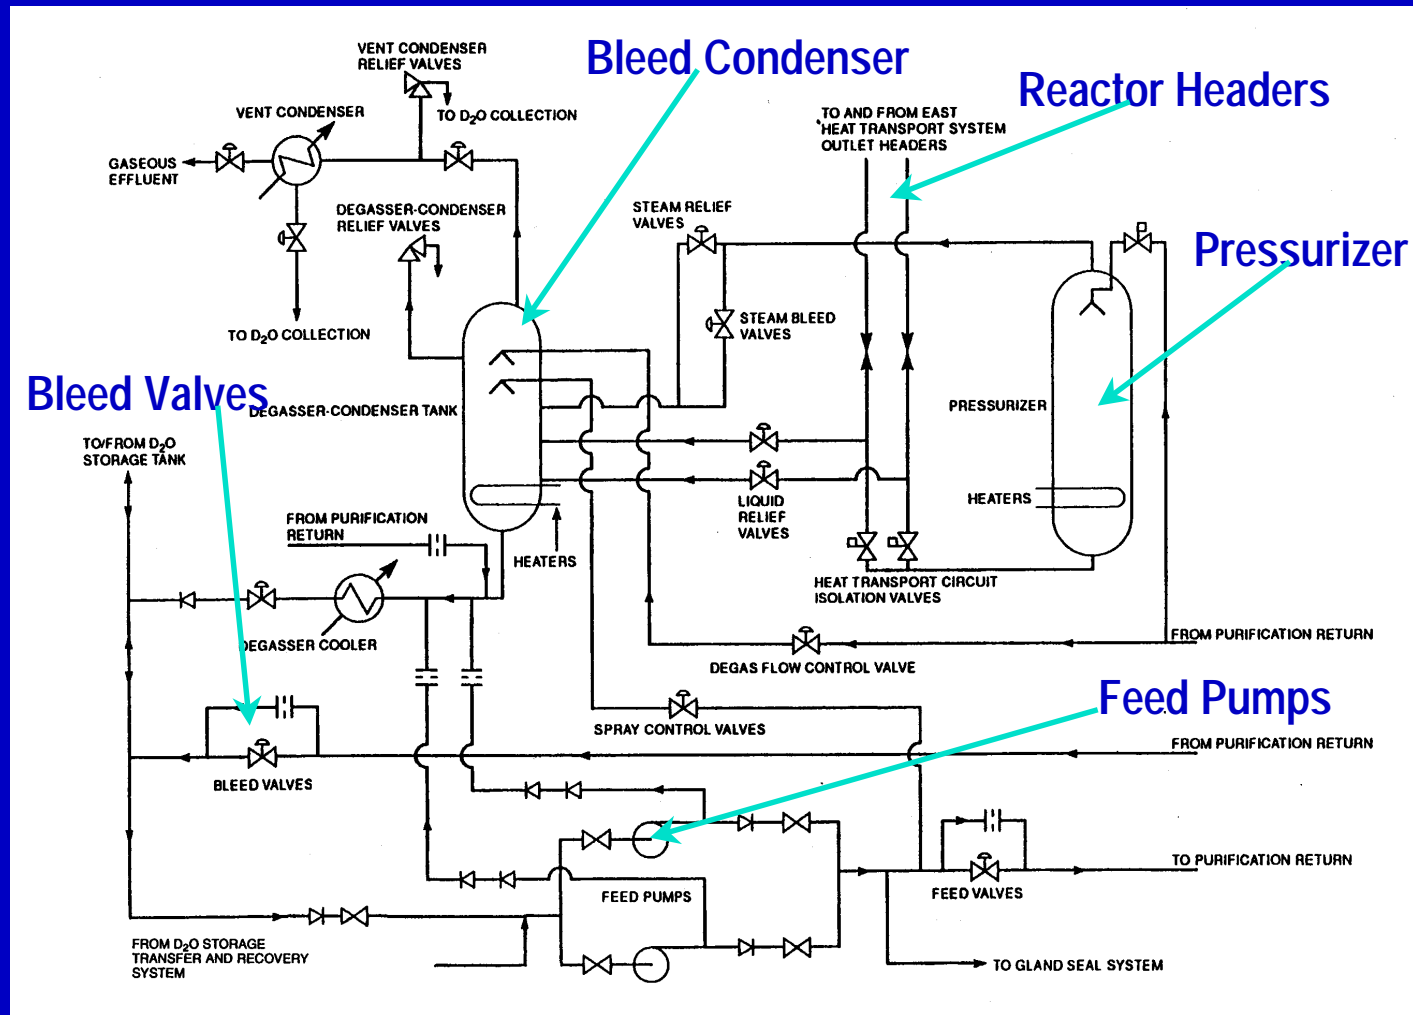 VENT CONDENSER
RELIEF VALVES
Bleed Condenser
Reactor Headers
VENT CONDENSER
TO D2O COLLECTION
TO AND FROM EAST
HEAT TRANSPORT SYSTEM
OUTLET HEADERS
GASEOUS
EFFLUENT
DEGASSER-CONDENSER
RELIEF VALVES
STEAM RELIEF
VALVES
Pressurizer
TO D2O COLLECTION
STEAM BLEED
VALVES
Bleed Valves
DEGASSER-CONDENSER TANK
PRESSURIZER
TO/FROM D2O
STORAGE TANK
HEATERS
LIQUID
RELIEF
VALVES
FROM PURIFICATION
RETURN
HEATERS
HEAT TRANSPORT CIRCUIT
ISOLATION VALVES
DEGASSER COOLER
FROM PURIFICATION RETURN
DEGAS FLOW CONTROL VALVE
Feed Pumps
SPRAY CONTROL VALVES
FROM PURIFICATION RETURN
BLEED VALVES
TO PURIFICATION RETURN
FEED PUMPS
FEED VALVES
FROM D2O STORAGE
TRANSFER AND RECOVERY
SYSTEM
TO GLAND SEAL SYSTEM